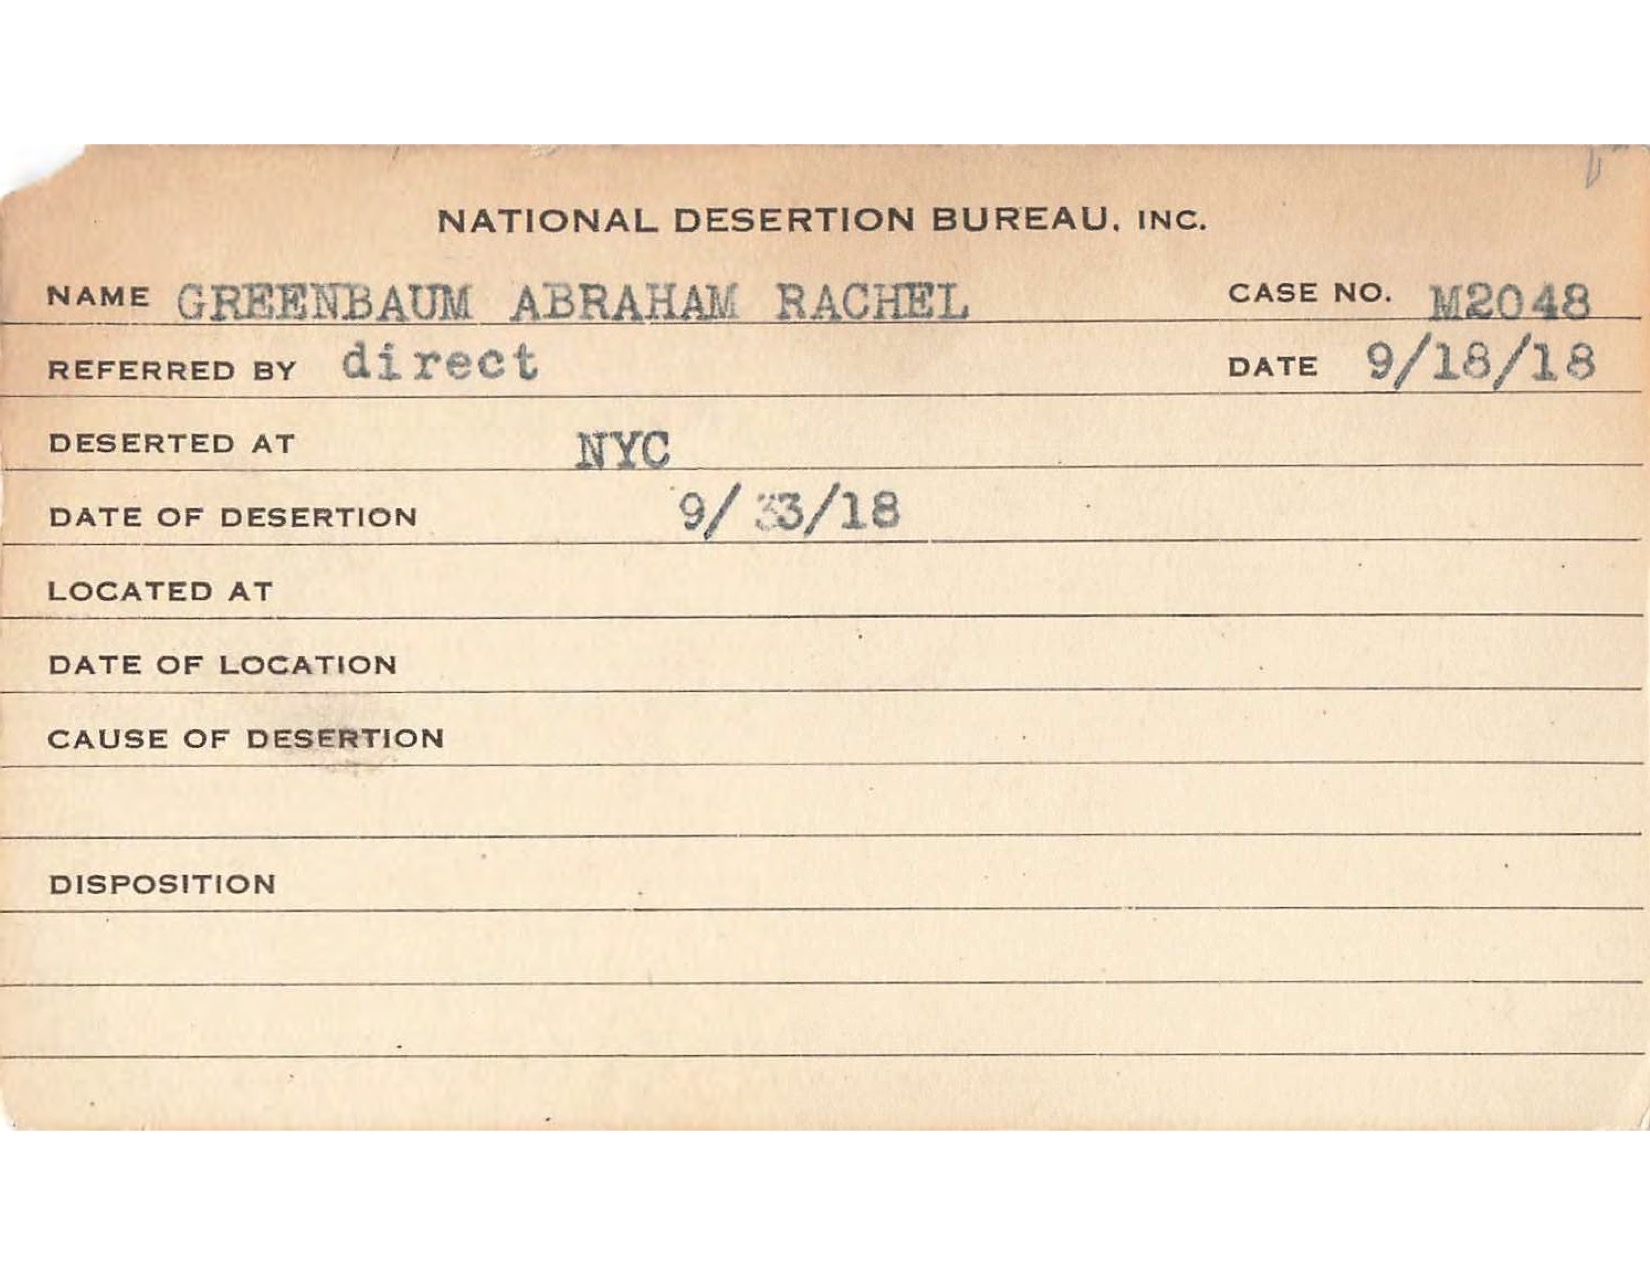 NATIONAL DESERTION BUREAU, INC.
NAME GREENBAUM ABRAHAM RACHEL CASE NO. M2048
REFERRED BY direct DATE 9/18/18
DESERTED AT NYC
DATE OF DESERTION 9/33/18
LOCATED AT
DATE OF LOCATION
CAUSE OF DESERTION
DISPOSITION